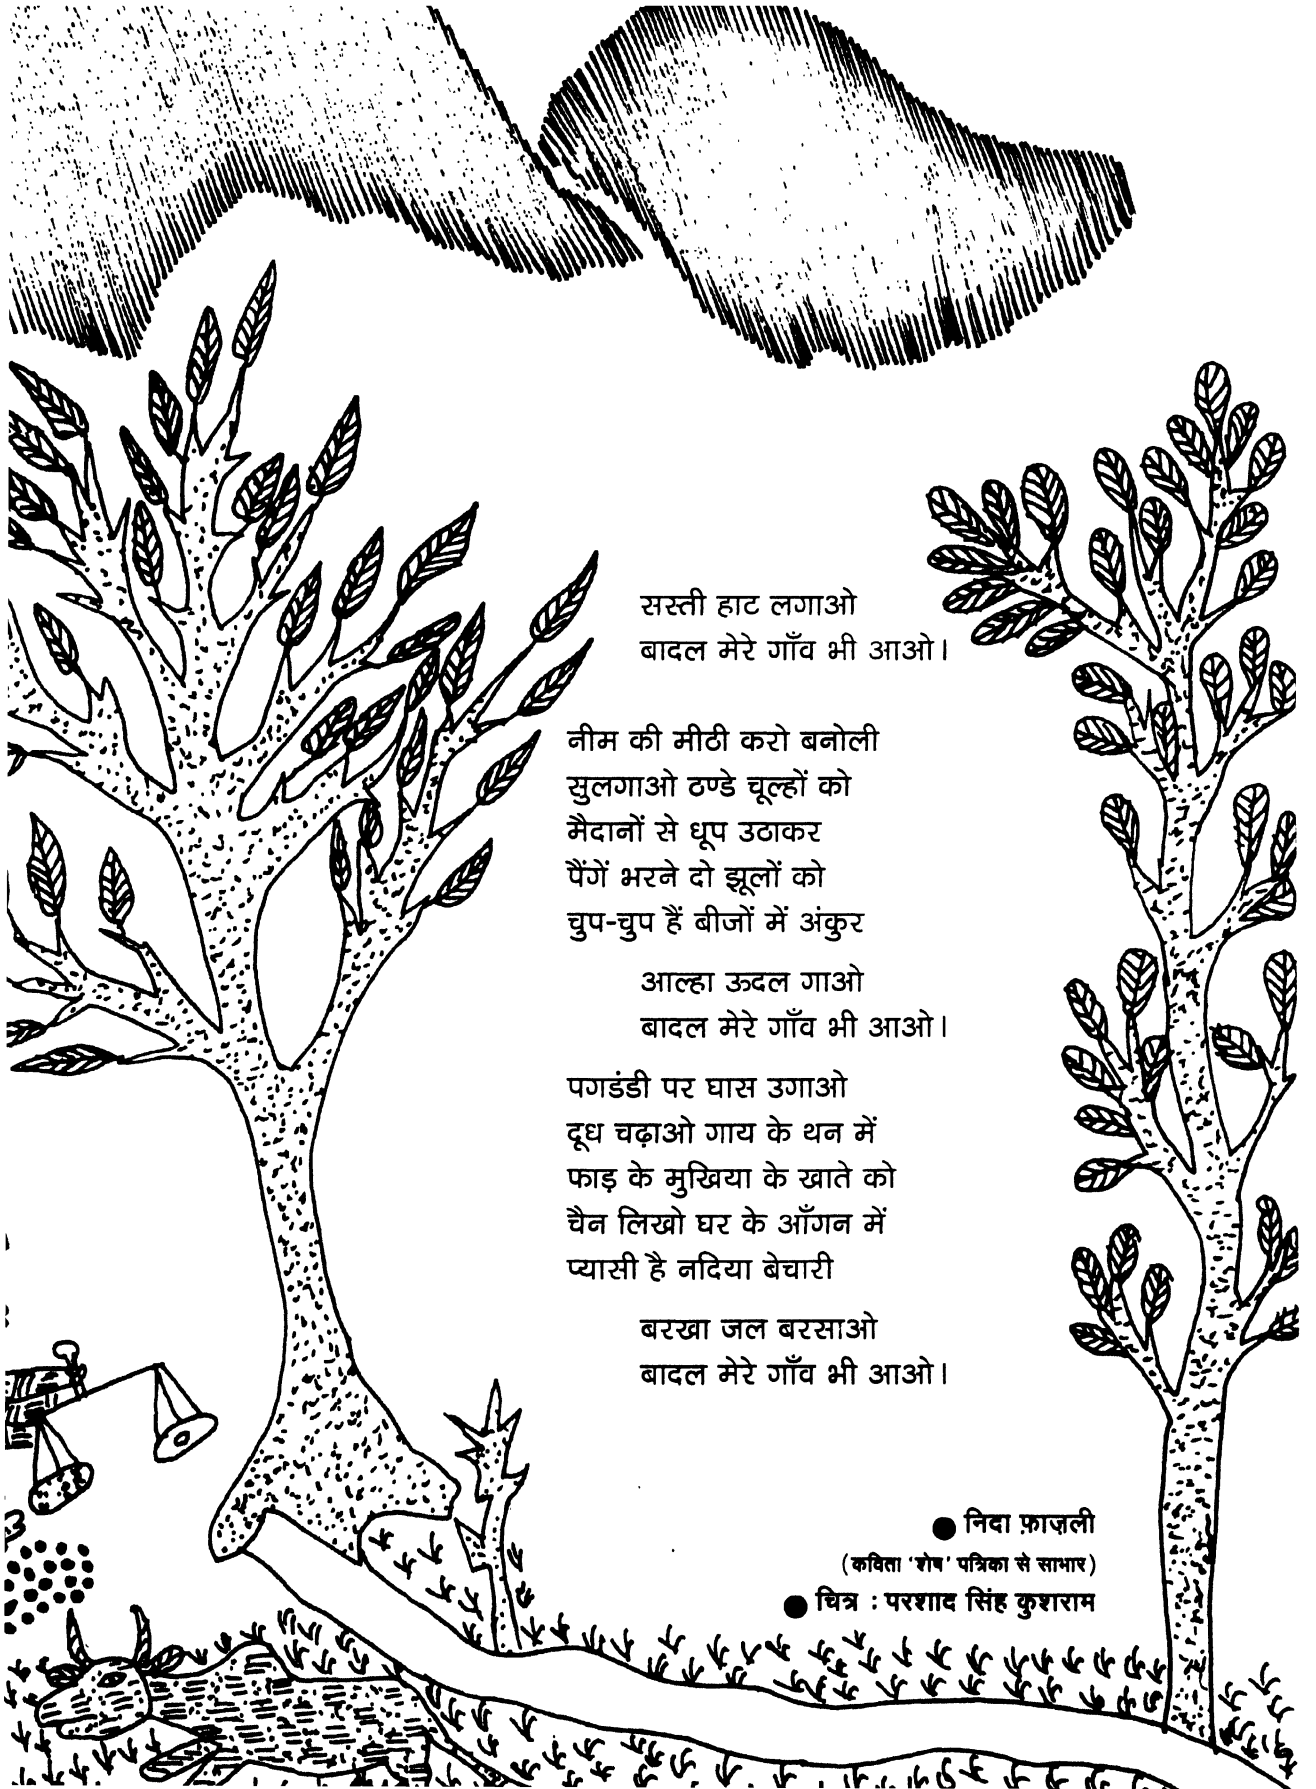 सस्ती हाट लगाओ
बादल मेरे गाँव भी आओ।
नीम की मीठी करो बनोली
सुलगाओ ठण्डे चूल्हों को
मैदानों से धूप उठाकर
पैंगें भरने दो झूलों को
चुप-चुप हैं बीजों में अंकुर
आल्हा ऊदल गाओ
बादल मेरे गाँव भी आओ।
पगडंडी पर घास उगाओ
दूध चढ़ाओ गाय के थन में
फाड़ के मुखिया के खाते को
चैन लिखो घर के आँगन में
प्यासी है नदिया बेचारी
बरखा जल बरसाओ
बादल मेरे गाँव भी आओ।
● निदा फ़ाज़ली
(कविता 'शेष' पत्रिका से साभार)
● चित्र : परशाद सिंह कुशराम